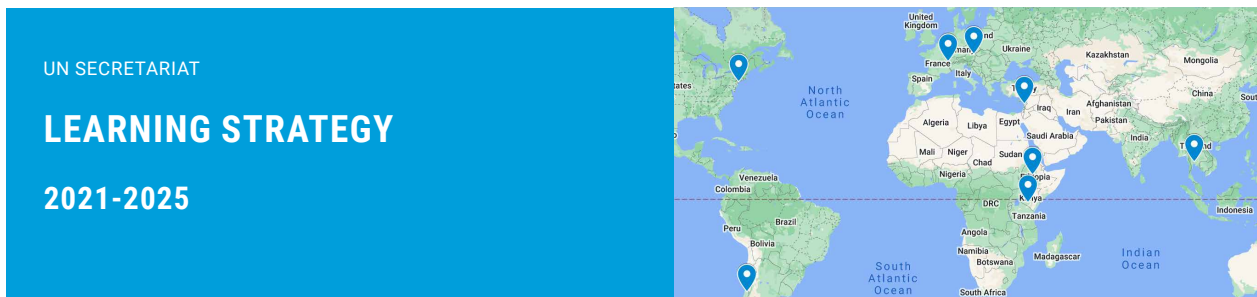 UN SECRETARIAT
LEARNING STRATEGY
2021-2025
United
Kingdom
Ukraine
France
Kazakhstan
Mongolia
Spain
Italy
North
Atlantic
Ocean
China
Iraq
Iran
Afghanistan
Pakistan
Algeria
Libya
Egypt
Saudi Arabia
India
Mali
Niger
Chad
Sudan
Nigeria
Venezuela
Colombia
DRC
Indonesia
Tanzania
Peru
Brazil
Angola
Bolivia
Namibia
Botswana
Madagascar
Indian
Ocean
South
Atlantic
Ocean
South Africa